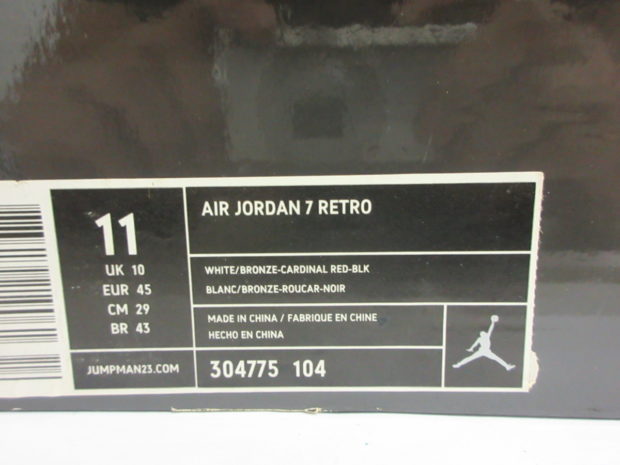 11
UK 10
EUR 45
CM 29
BR 43
JUMPMAN23.COM
AIR JORDAN 7 RETRO
WHITE/BRONZE-CARDINAL RED-BLK
BLANC/BRONZE-ROUCAR-NOIR
MADE IN CHINA / FABRIQUE EN CHINE
HECHO EN CHINA
304775 104